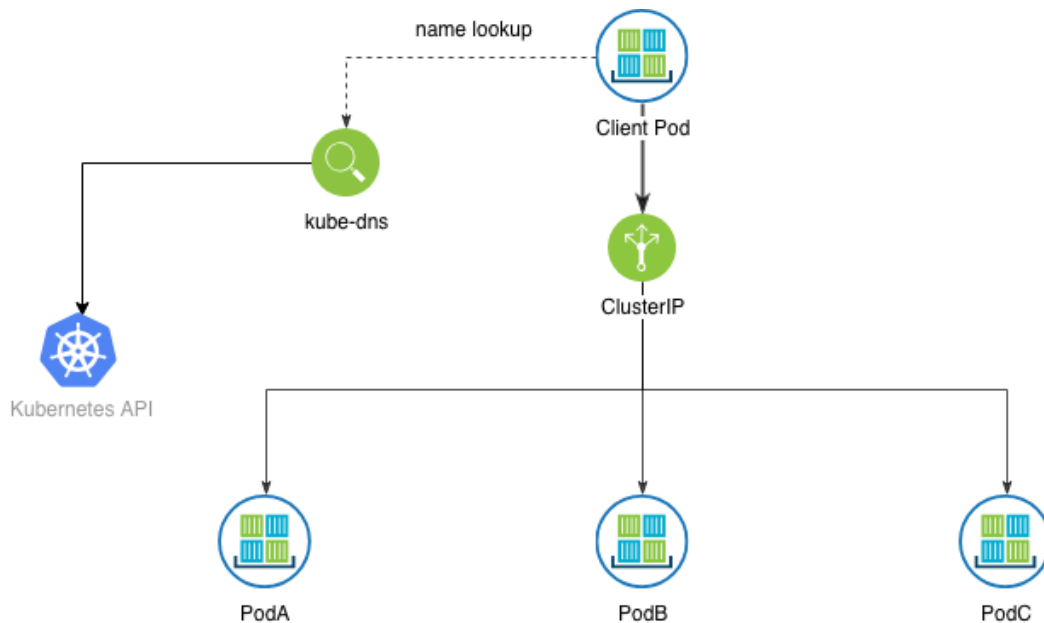 name lookup
Client Pod
kube-dns
ClusterIP
Kubernetes API
PodA
PodB
PodC